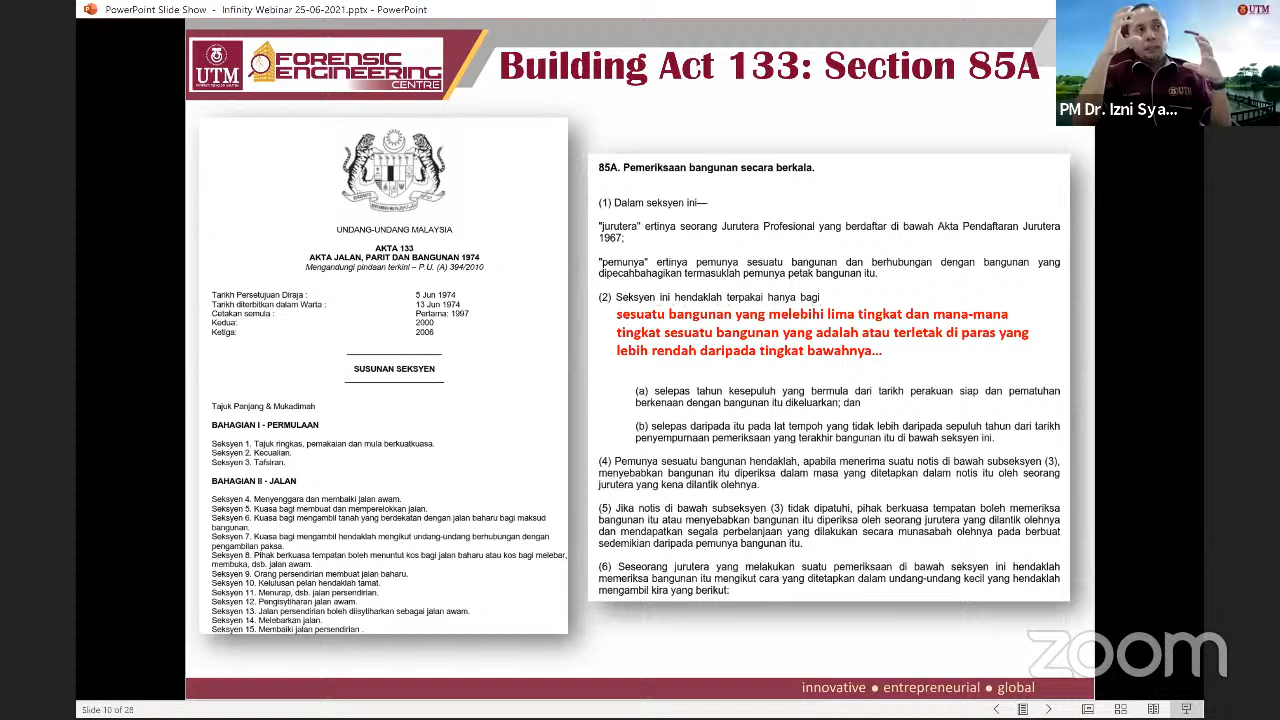 PowerPoint Slide Show - Infinity Webinar 25-06-2021.pptx - PowerPoint
UTM
UTM
FORENSIC
ENGINEERING
CENTRE
Building Act 133: Section 85A
UTM
PM Dr. Izni Sya...
UNDANG-UNDANG MALAYSIA
AKTA 133
AKTA JALAN, PARIT DAN BANGUNAN 1974
Mengandungi pindaan terkini – P.U. (A) 394/2010
Tarikh Persetujuan Diraja : 5 Jun 1974
Tarikh diterbitkan dalam Warta : 13 Jun 1974
Cetakan semula : Pertama: 1997
Kedua: 2000
Ketiga: 2006
SUSUNAN SEKSYEN
Tajuk Panjang & Mukadimah
BAHAGIAN I - PERMULAAN
Seksyen 1. Tajuk ringkas, pemakaian dan mula berkuatkuasa.
Seksyen 2. Kecualian.
Seksyen 3. Tafsiran.
BAHAGIAN II - JALAN
Seksyen 4. Menyenggara dan membaiki jalan awam.
Seksyen 5. Kuasa bagi membuat dan memperelokkan jalan.
Seksyen 6. Kuasa bagi mengambil tanah yang berdekatan dengan jalan baharu bagi maksud
bangunan.
Seksyen 7. Kuasa bagi mengambil hendaklah mengikut undang-undang berhubungan dengan
pengambilan paksa.
Seksyen 8. Pihak berkuasa tempatan boleh menuntut kos bagi jalan baharu atau kos bagi melebar,
membuka, dsb. jalan awam.
Seksyen 9. Orang persendirian membuat jalan baharu.
Seksyen 10. Kelulusan pelan hendaklah tamat.
Seksyen 11. Menurap, dsb. jalan persendirian.
Seksyen 12. Pengisytiharan jalan awam.
Seksyen 13. Jalan persendirian boleh diisytiharkan sebagai jalan awam.
Seksyen 14. Melebarkan jalan.
Seksyen 15. Membaiki jalan persendirian .
85A. Pemeriksaan bangunan secara berkala.
(1) Dalam seksyen ini—
"jurutera" ertinya seorang Jurutera Profesional yang berdaftar di bawah Akta Pendaftaran Jurutera
1967;
"pemunya" ertinya pemunya sesuatu bangunan dan berhubungan dengan bangunan yang
dipecahbahagikan termasuklah pemunya petak bangunan itu.
(2) Seksyen ini hendaklah terpakai hanya bagi
sesuatu bangunan yang melebihi lima tingkat dan mana-mana
tingkat sesuatu bangunan yang adalah atau terletak di paras yang
lebih rendah daripada tingkat bawahnya...
(a) selepas tahun kesepuluh yang bermula dari tarikh perakuan siap dan pematuhan
berkenaan dengan bangunan itu dikeluarkan; dan
(b) selepas daripada itu pada lat tempoh yang tidak lebih daripada sepuluh tahun dari tarikh
penyempurnaan pemeriksaan yang terakhir bangunan itu di bawah seksyen ini.
(4) Pemunya sesuatu bangunan hendaklah, apabila menerima suatu notis di bawah subseksyen (3),
menyebabkan bangunan itu diperiksa dalam masa yang ditetapkan dalam notis itu oleh seorang
jurutera yang kena dilantik olehnya.
(5) Jika notis di bawah subseksyen (3) tidak dipatuhi, pihak berkuasa tempatan boleh memeriksa
bangunan itu atau menyebabkan bangunan itu diperiksa oleh seorang jurutera yang dilantik olehnya
dan mendapatkan segala perbelanjaan yang dilakukan secara munasabah olehnya pada berbuat
sedemikian daripada pemunya bangunan itu.
(6) Seseorang jurutera yang melakukan suatu pemeriksaan di bawah seksyen ini hendaklah
memeriksa bangunan itu mengikut cara yang ditetapkan dalam undang-undang kecil yang hendaklah
mengambil kira yang berikut:
zoom
innovative ● entrepreneurial ● global
Slide 10 of 28